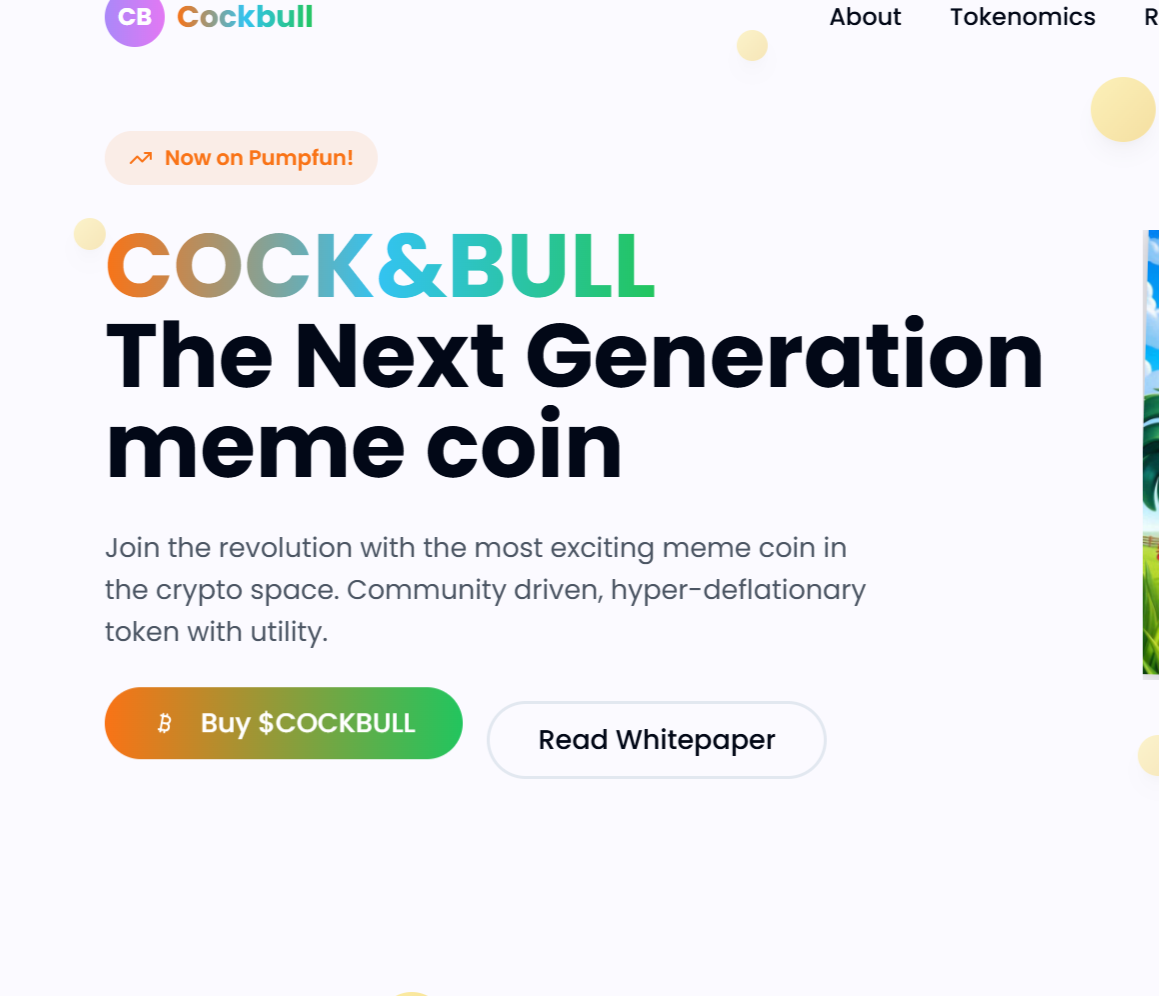 CB Cockbull About Tokenomics R
Now on Pumpfun!
COCK&BULL
The Next Generation
meme coin
Join the revolution with the most exciting meme coin in
the crypto space. Community driven, hyper-deflationary
token with utility.
Buy $COCKBULL
Read Whitepaper